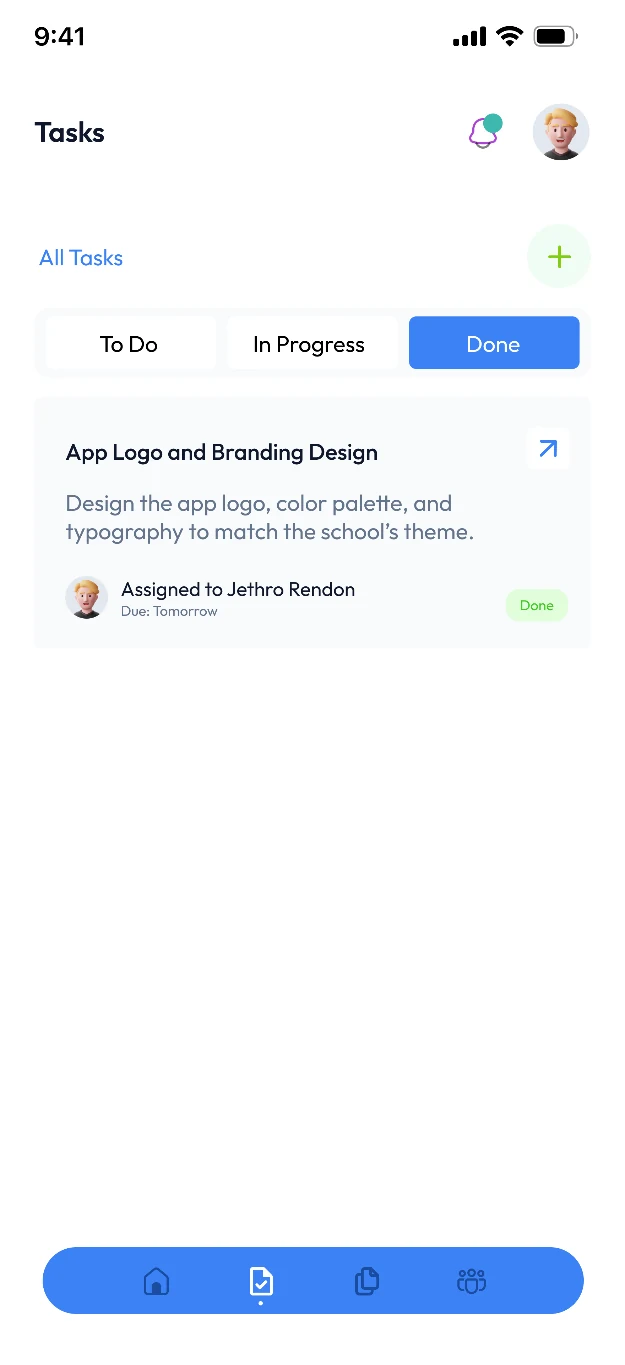 9:41
Tasks
All Tasks
To Do
In Progress
Done
App Logo and Branding Design
Design the app logo, color palette, and
typography to match the school’s theme.
Assigned to Jethro Rendon
Due: Tomorrow
Done